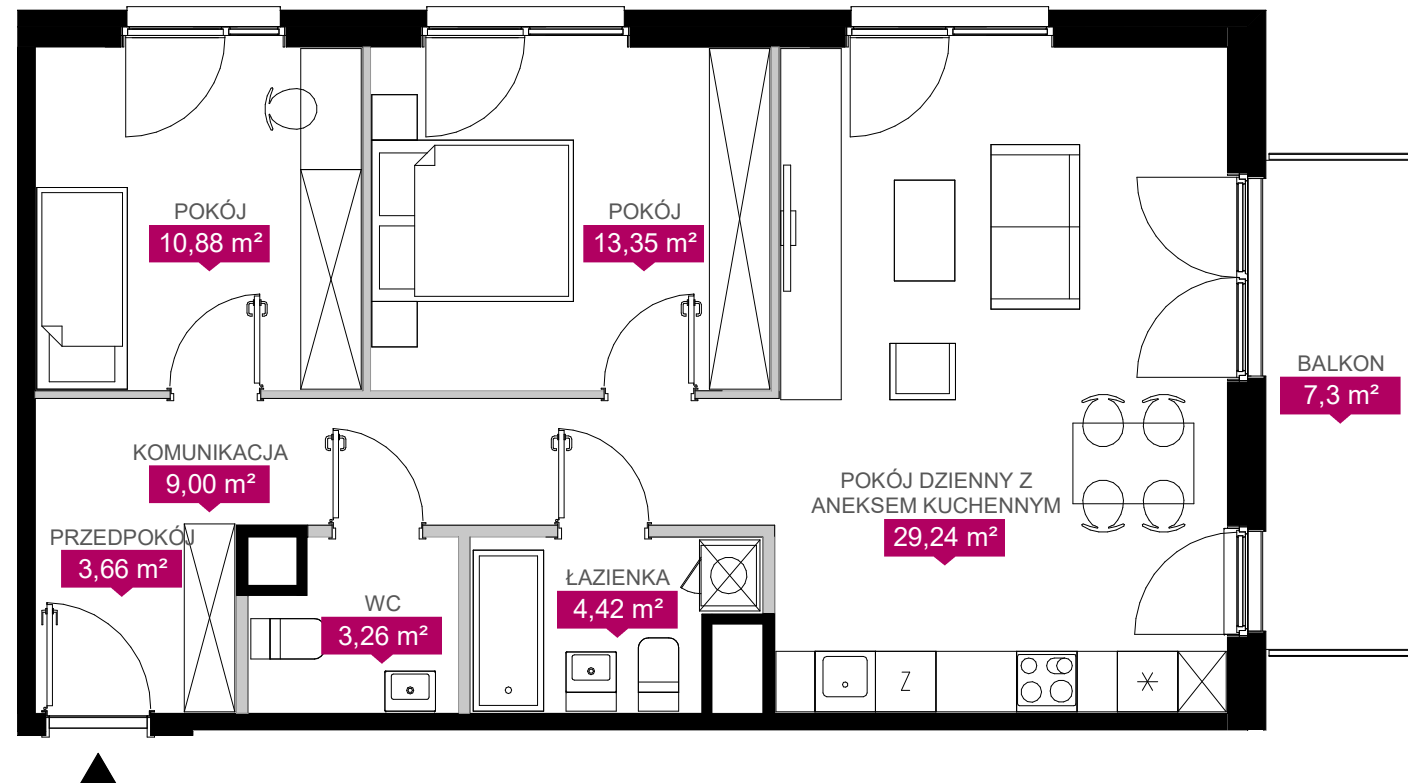 POKÓJ
10,88 m²
POKÓJ
13,35 m²
BALKON
7,3 m²
KOMUNIKACJA
9,00 m²
POKÓJ DZIENNY Z
ANEKSEM KUCHENNYM
29,24 m²
PRZEDPOKÓJ
3,66 m²
ŁAZIENKA
4,42 m²
WC
3,26 m²
Z